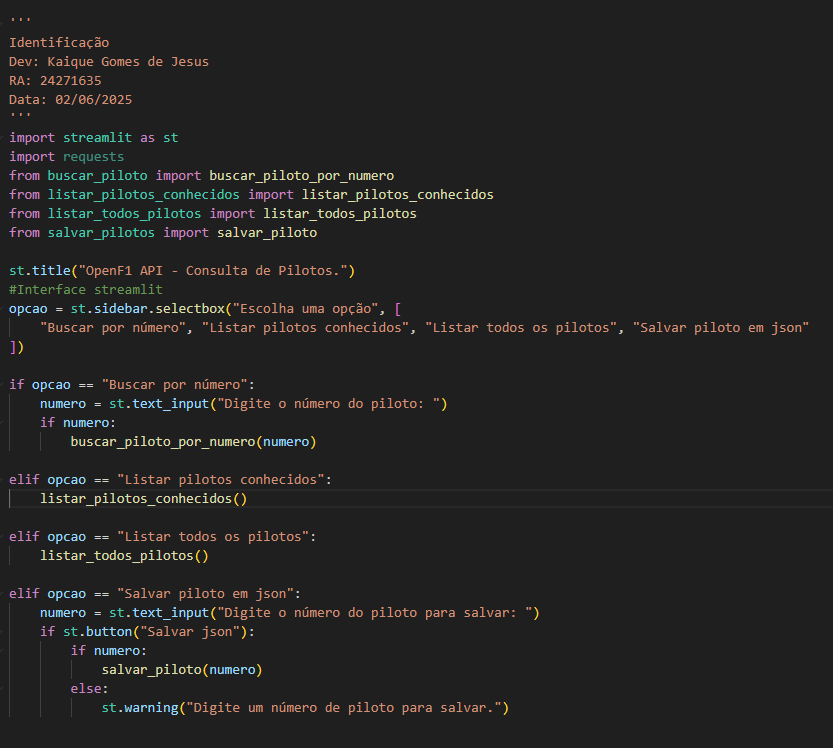 '''
Identificação
Dev: Kaique Gomes de Jesus
RA: 24271635
Data: 02/06/2025
'''
import streamlit as st
import requests
from buscar_piloto import buscar_piloto_por_numero
from listar_pilotos_conhecidos import listar_pilotos_conhecidos
from listar_todos_pilotos import listar_todos_pilotos
from salvar_pilotos import salvar_piloto

st.title("OpenF1 API - Consulta de Pilotos.")
#Interface streamlit
opcao = st.sidebar.selectbox("Escolha uma opção", [
    "Buscar por número", "Listar pilotos conhecidos", "Listar todos os pilotos", "Salvar piloto em json"
])

if opcao == "Buscar por número":
    numero = st.text_input("Digite o número do piloto: ")
    if numero:
        buscar_piloto_por_numero(numero)

elif opcao == "Listar pilotos conhecidos":
    listar_pilotos_conhecidos()

elif opcao == "Listar todos os pilotos":
    listar_todos_pilotos()

elif opcao == "Salvar piloto em json":
    numero = st.text_input("Digite o número do piloto para salvar: ")
    if st.button("Salvar json"):
        if numero:
            salvar_piloto(numero)
        else:
            st.warning("Digite um número de piloto para salvar.")